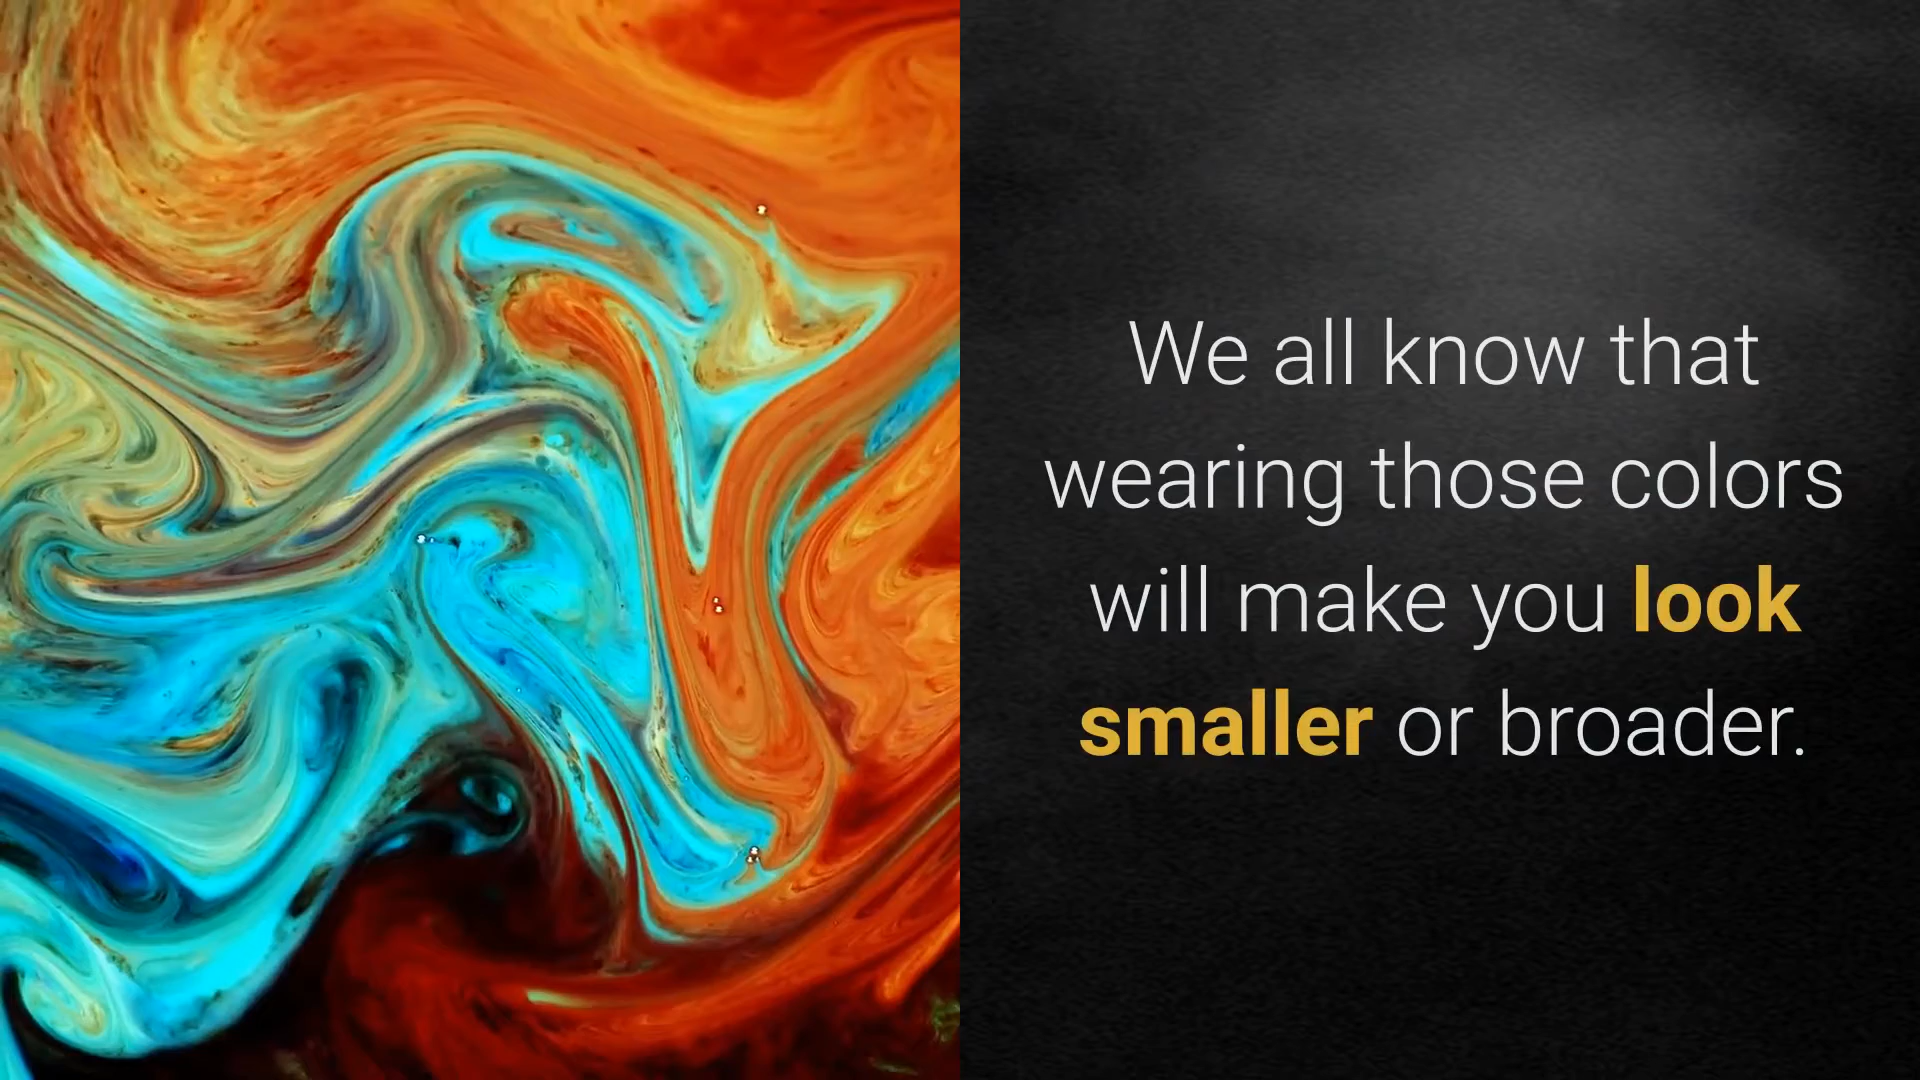 We all know that
wearing those colors
will make you look
smaller or broader.